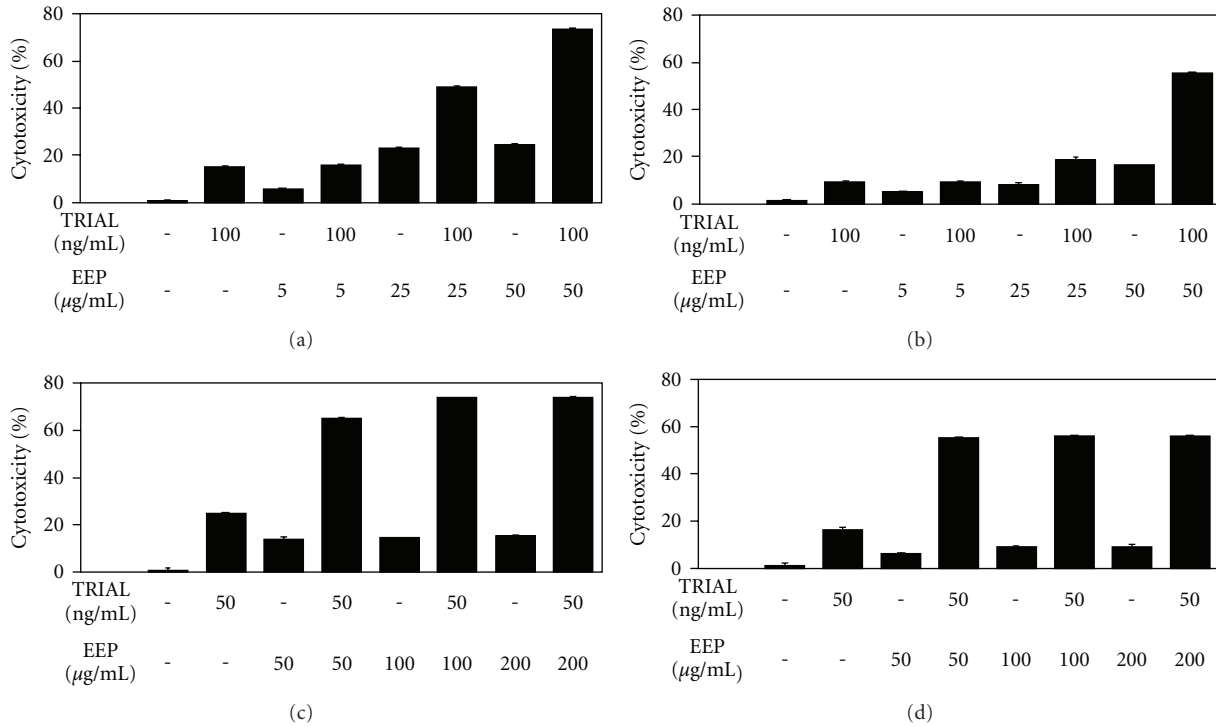 80
60
40
20
0
Cytotoxicity (%)
TRIAL
(ng/mL)
- 100 - 100 - 100 - 100
EEP
(μg/mL)
- - 5 5 25 25 50 50
(a)
80
60
40
20
0
Cytotoxicity (%)
TRIAL
(ng/mL)
- 100 - 100 - 100 - 100
EEP
(μg/mL)
- - 5 5 25 25 50 50
(b)
80
60
40
20
0
Cytotoxicity (%)
TRIAL
(ng/mL)
- 50 - 50 - 50 - 50
EEP
(μg/mL)
- - 50 50 100 100 200 200
(c)
80
60
40
20
0
Cytotoxicity (%)
TRIAL
(ng/mL)
- 50 - 50 - 50 - 50
EEP
(μg/mL)
- - 50 50 100 100 200 200
(d)